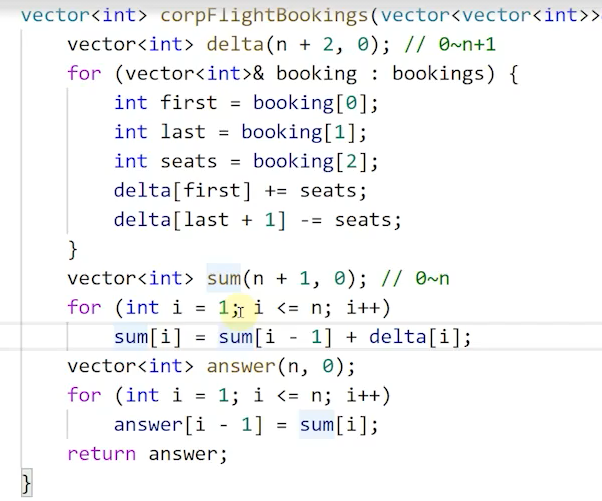 vector<int> corpFlightBookings(vector<vector<int>>
vector<int> delta(n + 2, 0); // 0~n+1
for (vector<int>& booking : bookings) {
int first = booking[0];
int last = booking[1];
int seats = booking[2];
delta[first] += seats;
delta[last + 1] -= seats;
}
vector<int> sum(n + 1, 0); // 0~n
for (int i = 1; i <= n; i++)
sum[i] = sum[i - 1] + delta[i];
vector<int> answer(n, 0);
for (int i = 1; i <= n; i++)
answer[i - 1] = sum[i];
return answer;
}